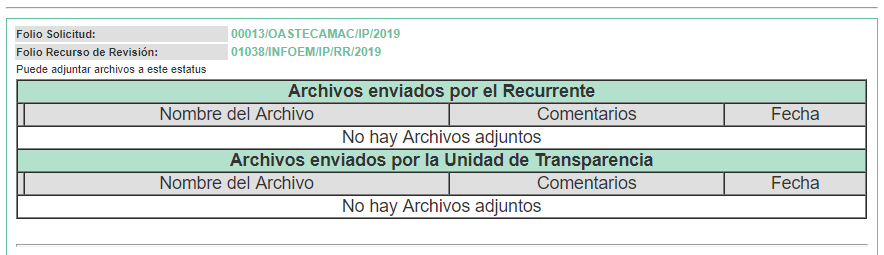 Folio Solicitud: 00013/OASTECAMAC/IP/2019
Folio Recurso de Revisión: 01038/INFOEM/IP/RR/2019
Puede adjuntar archivos a este estatus
Archivos enviados por el Recurrente
Nombre del Archivo Comentarios Fecha
No hay Archivos adjuntos
Archivos enviados por la Unidad de Transparencia
Nombre del Archivo Comentarios Fecha
No hay Archivos adjuntos